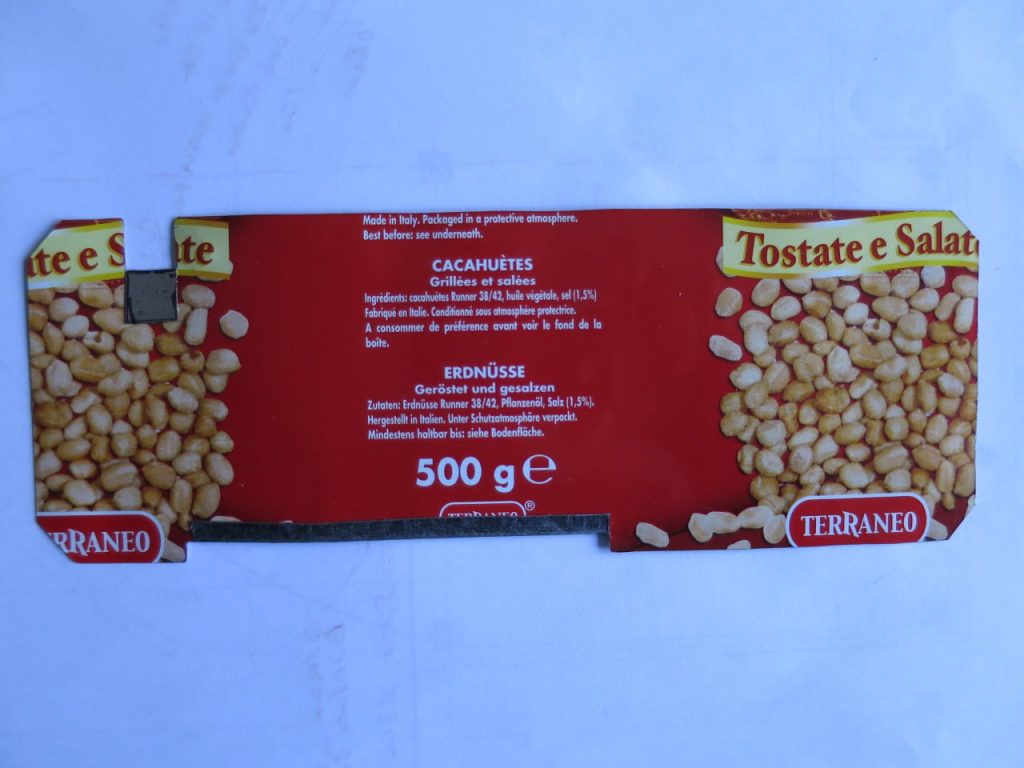 te e S
te
Tostate e Salat
Made in Italy. Packaged in a protective atmosphere.
Best before: see underneath.
CACAHUÈTES
Grillées et salées
Ingrédients: cacahuètes Runner 38/42, huile végétale, sel (1,5%)
Fabriqué en Italie. Conditionné sous atmosphère protectrice.
A consommer de préférence avant voir le fond de la
boîte.
ERDNÜSSE
Geröstet und gesalzen
Zutaten: Erdnüsse Runner 38/42, Pflanzenöl, Salz (1,5%).
Hergestellt in Italien. Unter Schutzatmosphäre verpackt.
Mindestens haltbar bis: siehe Bodenfläche.
500 g ℮
TERRANEO®
RRANEO
TERRANEO